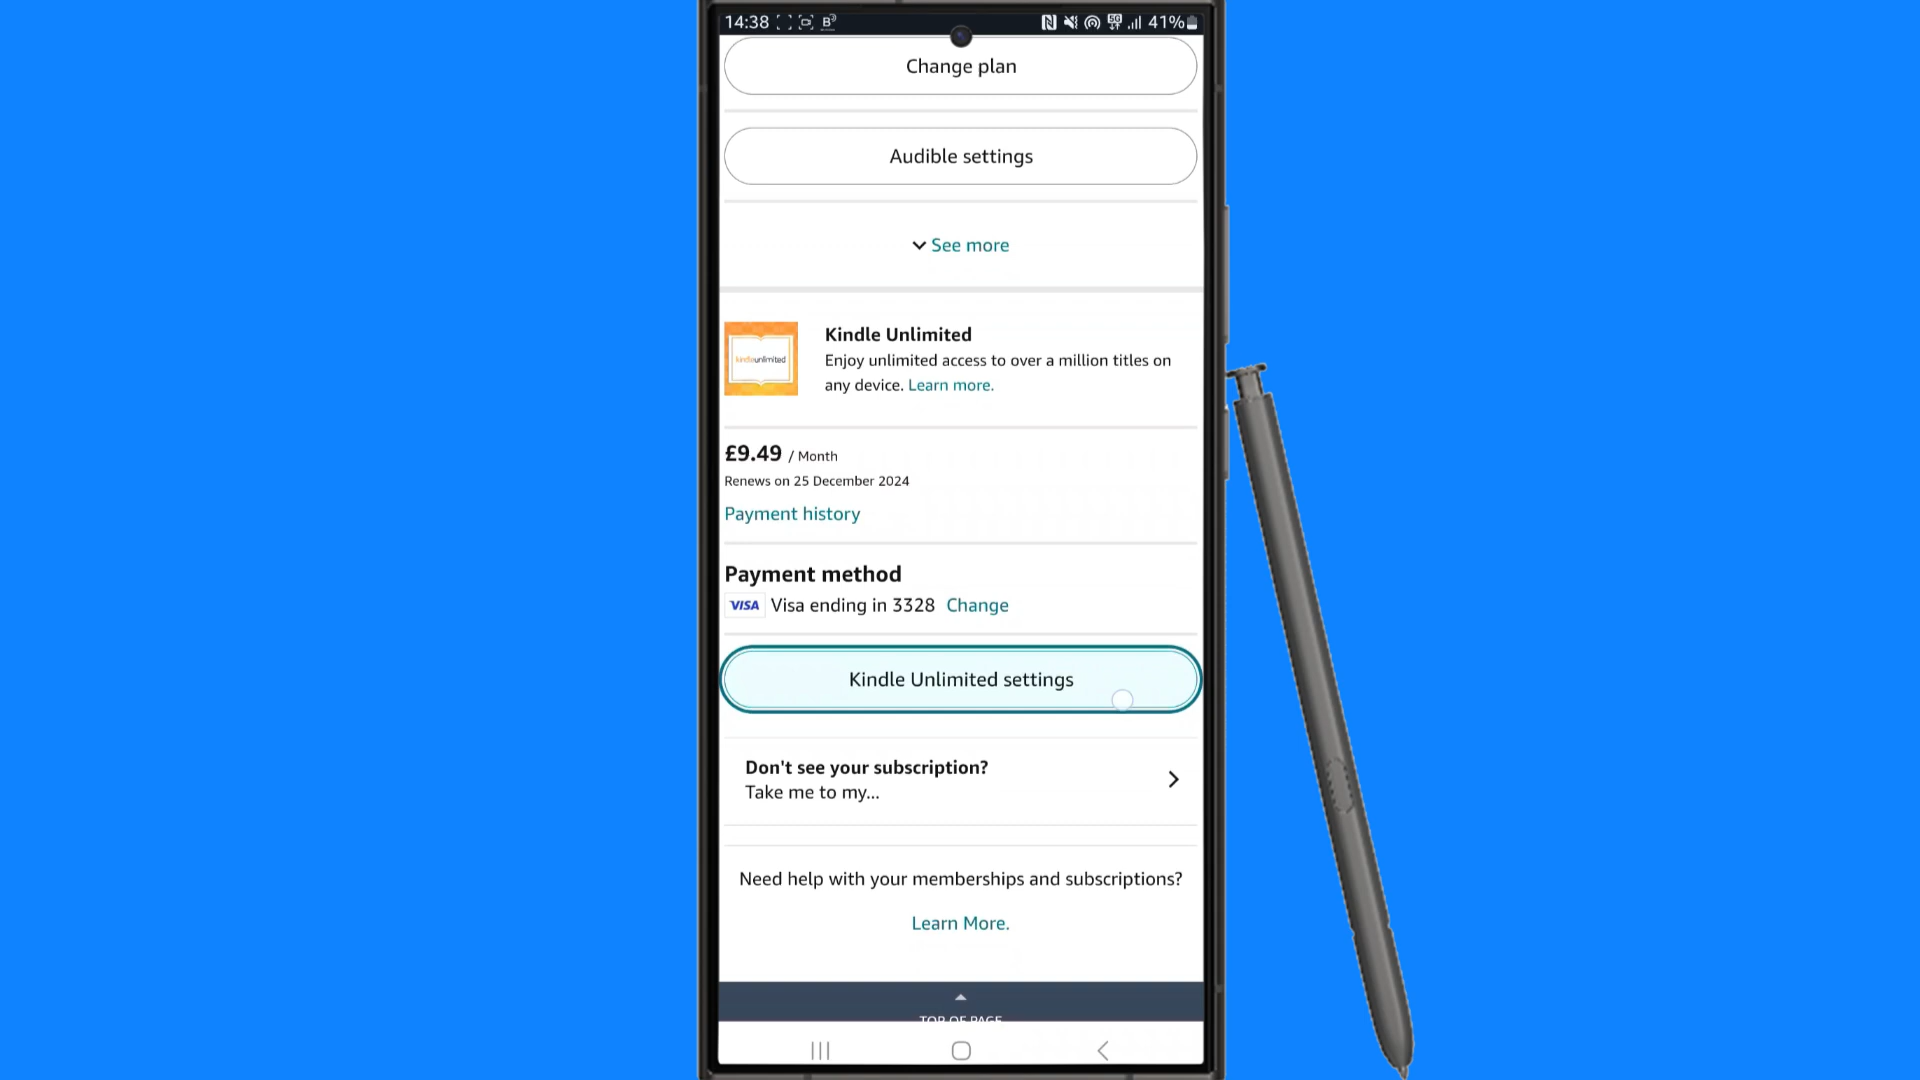 14:38
41%
Change plan
Audible settings
See more
kindleunlimited
Kindle Unlimited
Enjoy unlimited access to over a million titles on
any device. Learn more.
£9.49 / Month
Renews on 25 December 2024
Payment history
Payment method
VISA Visa ending in 3328 Change
Kindle Unlimited settings
Don't see your subscription?
Take me to my...
Need help with your memberships and subscriptions?
Learn More.
TOP OF PAGE